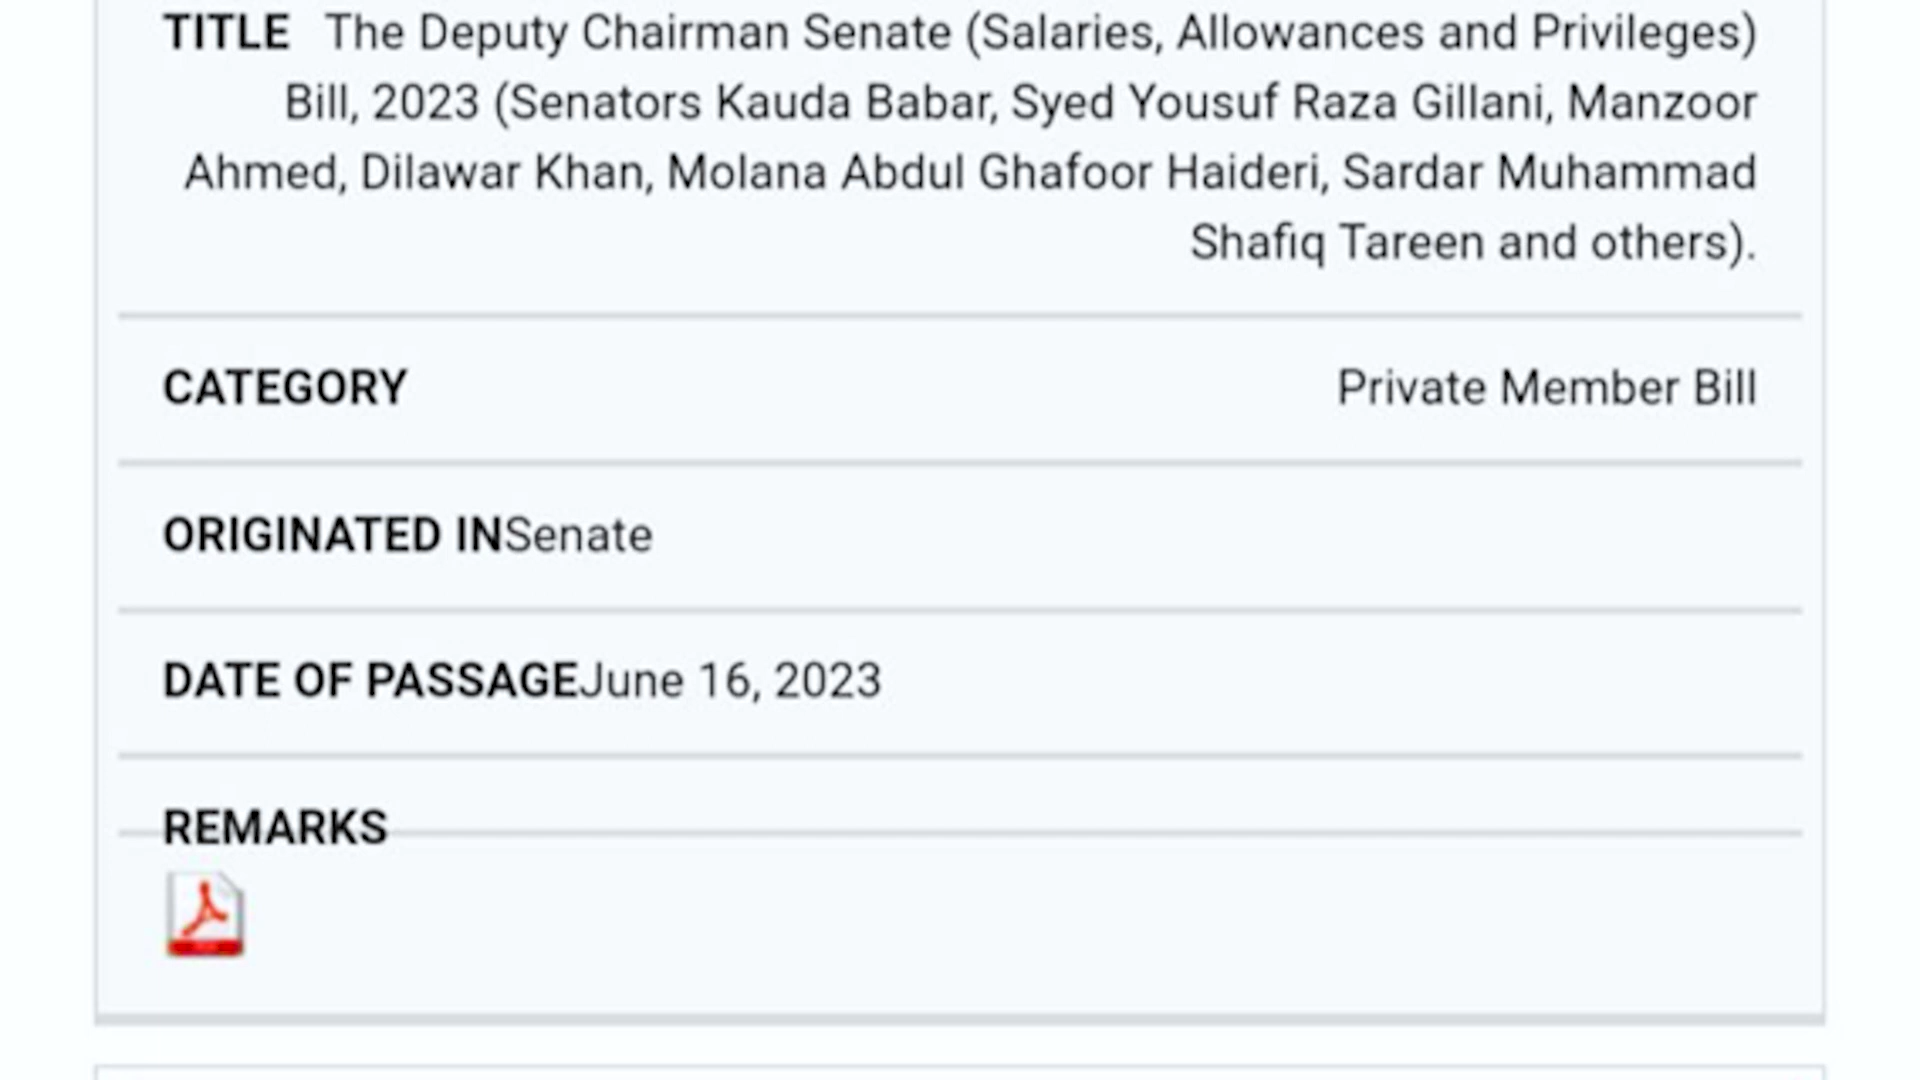 TITLE The Deputy Chairman Senate (Salaries, Allowances and Privileges)
Bill, 2023 (Senators Kauda Babar, Syed Yousuf Raza Gillani, Manzoor
Ahmed, Dilawar Khan, Molana Abdul Ghafoor Haideri, Sardar Muhammad
Shafiq Tareen and others).
CATEGORY Private Member Bill
ORIGINATED INSenate
DATE OF PASSAGEJune 16, 2023
REMARKS